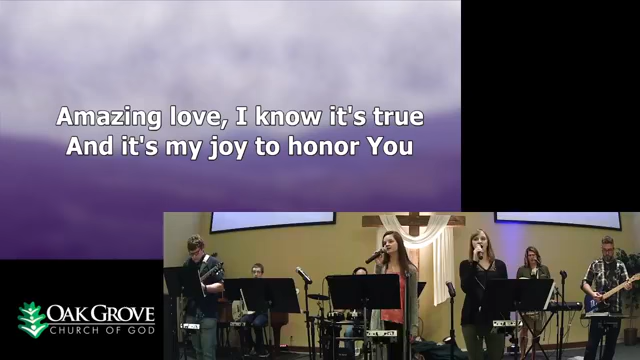 Amazing love, I know it's true
And it's my joy to honor You
OAK GROVE
CHURCH OF GOD